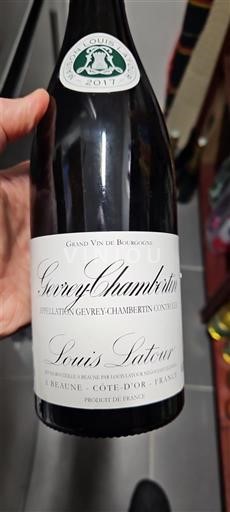 MAISON LOUIS LATOUR
2017
GRAND VIN DE BOURGOGNE
Gevrey-Chambertin
APPELLATION GEVREY-CHAMBERTIN CONTRÔLÉE
Louis Latour
A BEAUNE - CÔTE-D'OR - FRANCE
PRODUIT DE FRANCE